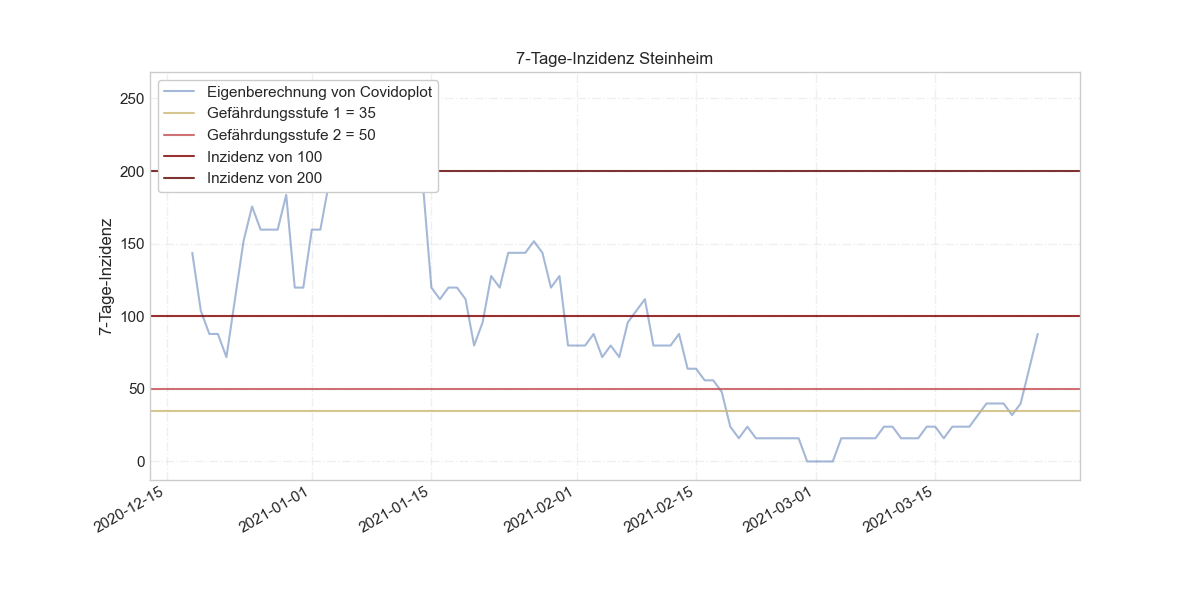 7-Tage-Inzidenz Steinheim
Eigenberechnung von Covidoplot
Gefährdungsstufe 1 = 35
Gefährdungsstufe 2 = 50
Inzidenz von 100
Inzidenz von 200
7-Tage-Inzidenz
250
200
150
100
50
0
2020-12-15
2021-01-01
2021-01-15
2021-02-01
2021-02-15
2021-03-01
2021-03-15